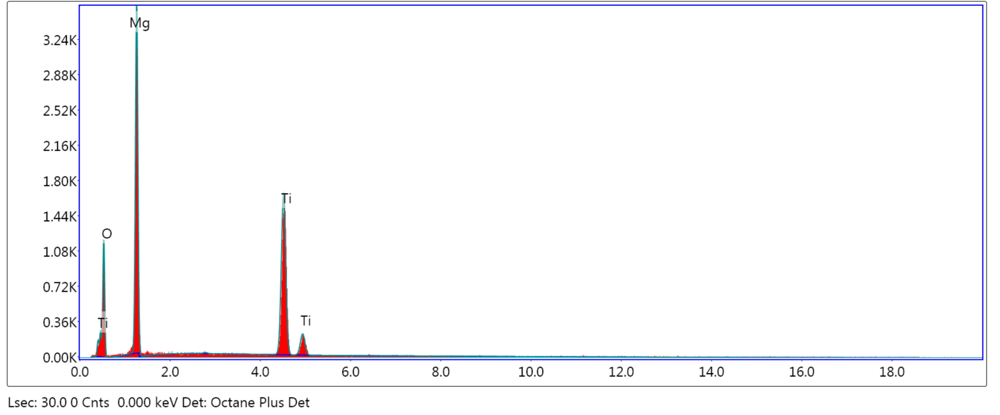 Mg
3.24K
2.88K
2.52K
2.16K
1.80K
Ti
1.44K
O
1.08K
0.72K
0.36K
Ti
Ti
0.00K
0.0 2.0 4.0 6.0 8.0 10.0 12.0 14.0 16.0 18.0
Lsec: 30.0 0 Cnts 0.000 keV Det: Octane Plus Det